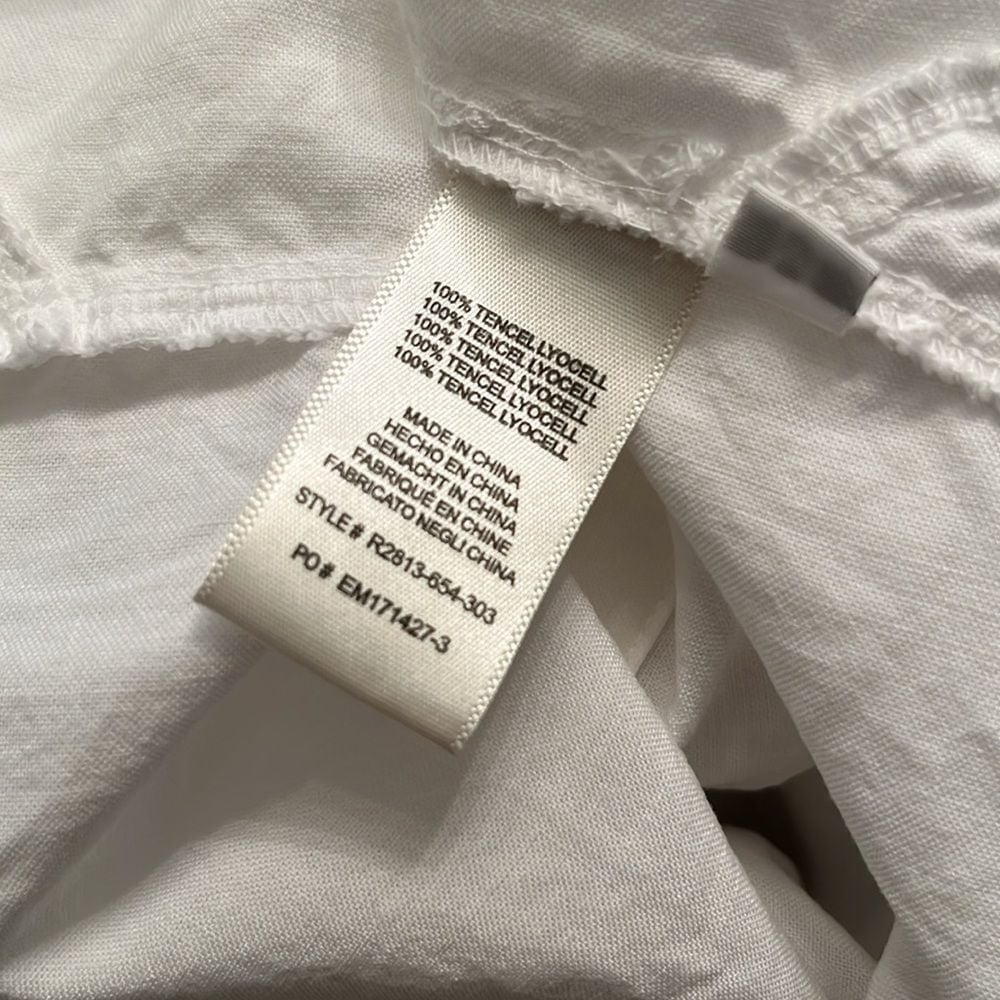 100% TENCEL LYOCELL
100% TENCEL LYOCELL
100% TENCEL LYOCELL
100% TENCEL LYOCELL
100% TENCEL LYOCELL
MADE IN CHINA
HECHO EN CHINA
GEMACHT IN CHINA
FABRIQUÉ EN CHINE
FABRICATO NEGLI CHINA
STYLE # R2813-654-303
PO# EM171427-3